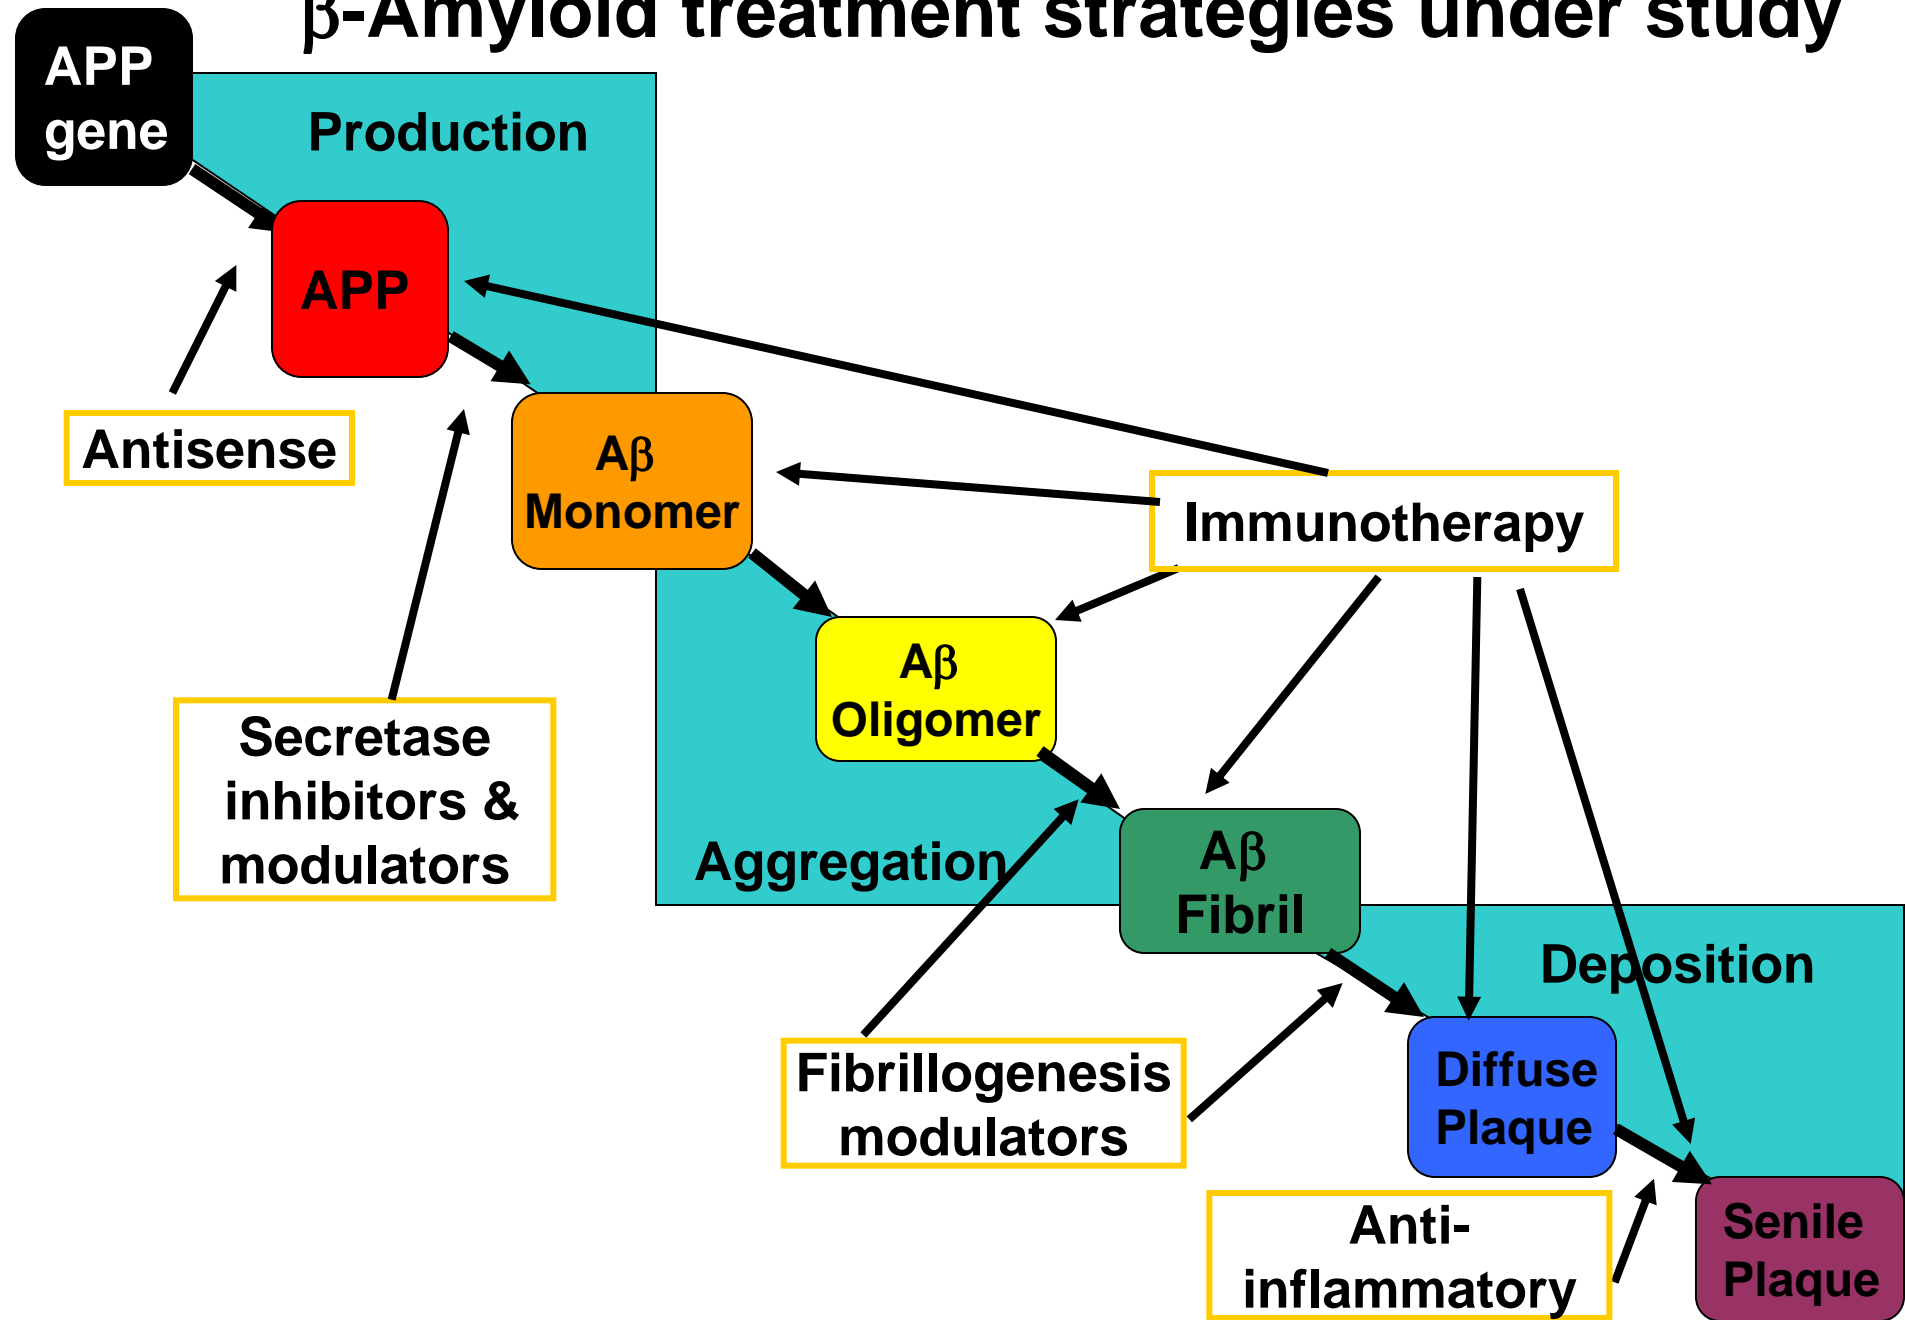 β-Amyloid treatment strategies under study
APP
gene
Production
APP
Antisense
Aβ
Monomer
Immunotherapy
Aβ
Oligomer
Secretase
inhibitors &
modulators
Aggregation
Aβ
Fibril
Deposition
Fibrillogenesis
modulators
Diffuse
Plaque
Anti-
inflammatory
Senile
Plaque